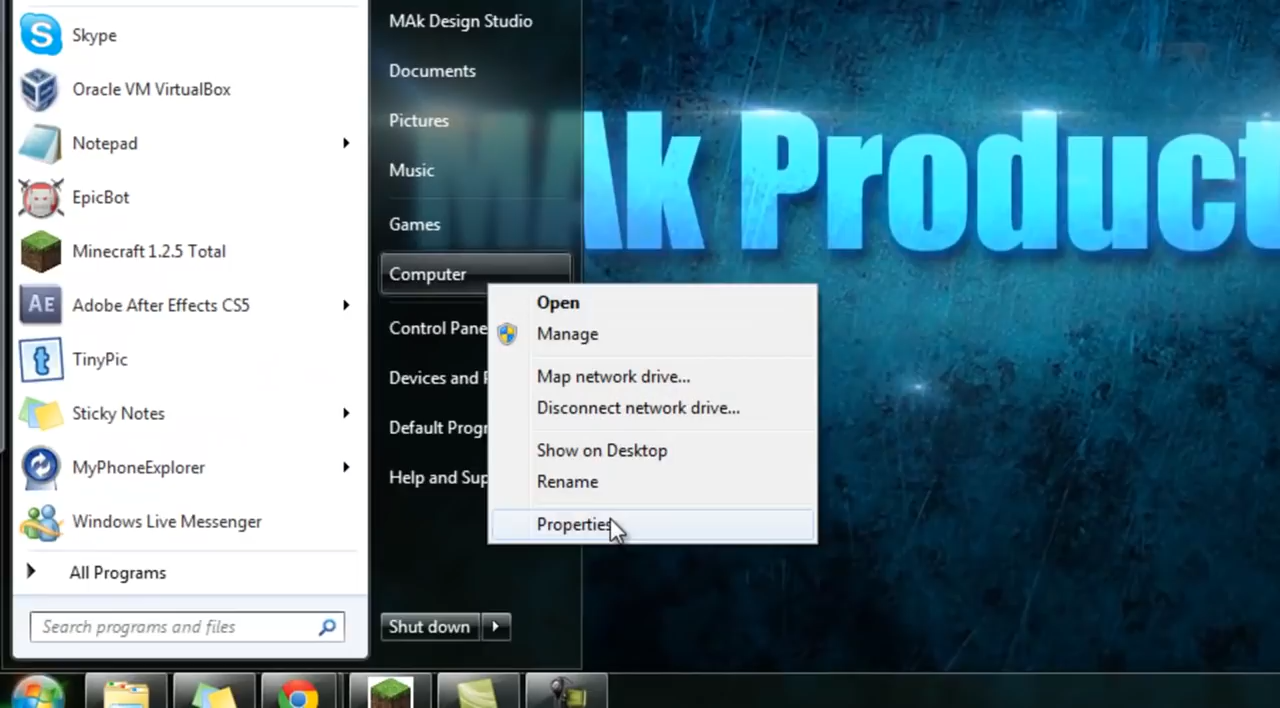 Skype
Oracle VM VirtualBox
Notepad
EpicBot
Minecraft 1.2.5 Total
AE
Adobe After Effects CS5
t
TinyPic
Sticky Notes
MyPhoneExplorer
Windows Live Messenger
All Programs
Search programs and files
MAk Design Studio
Documents
Pictures
Music
Games
Computer
Control Pane
Devices and P
Default Progr
Help and Sup
Shut down
Open
Manage
Map network drive...
Disconnect network drive...
Show on Desktop
Rename
Properties
Ak Product